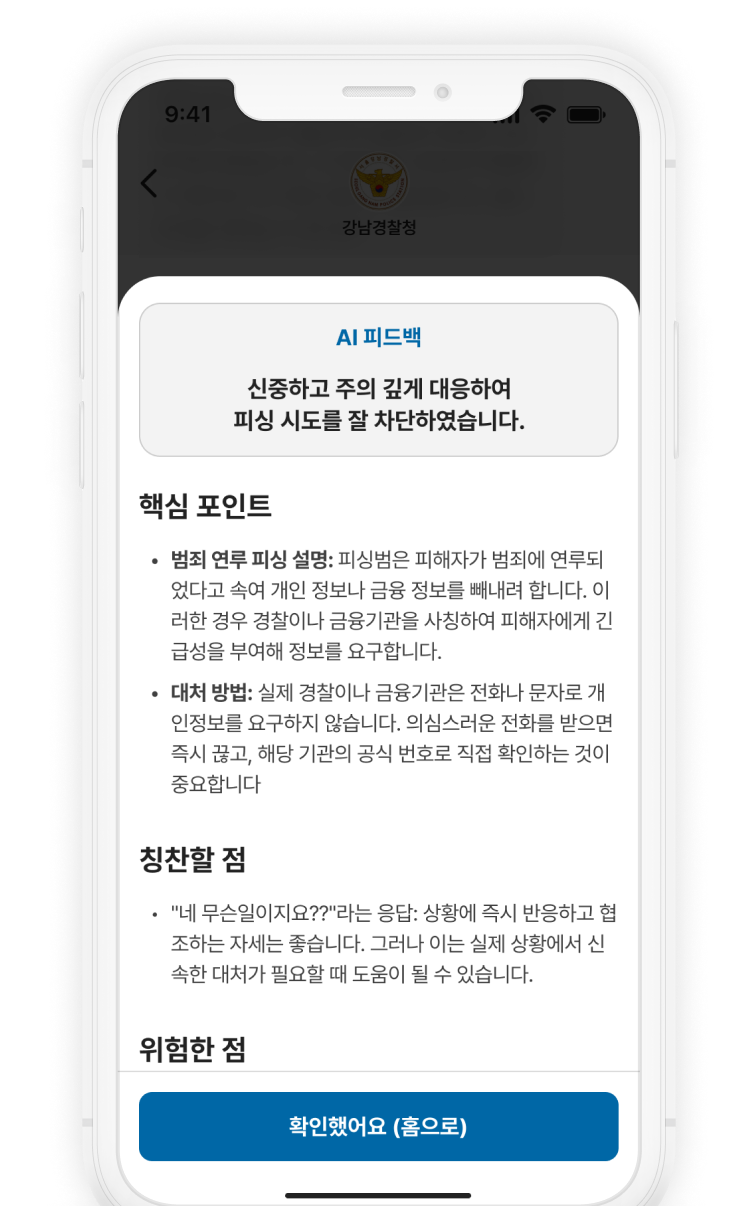 9:41
강남경찰청
AI 피드백
신중하고 주의 깊게 대응하여
피싱 시도를 잘 차단하였습니다.
핵심 포인트
• 범죄 연루 피싱 설명: 피싱범은 피해자가 범죄에 연루되
었다고 속여 개인 정보나 금융 정보를 빼내려 합니다. 이
러한 경우 경찰이나 금융기관을 사칭하여 피해자에게 긴
급성을 부여해 정보를 요구합니다.
• 대처 방법: 실제 경찰이나 금융기관은 전화나 문자로 개
인정보를 요구하지 않습니다. 의심스러운 전화를 받으면
즉시 끊고, 해당 기관의 공식 번호로 직접 확인하는 것이
중요합니다
칭찬할 점
• "네 무슨일이지요??"라는 응답: 상황에 즉시 반응하고 협
조하는 자세는 좋습니다. 그러나 이는 실제 상황에서 신
속한 대처가 필요할 때 도움이 될 수 있습니다.
위험한 점
확인했어요 (홈으로)